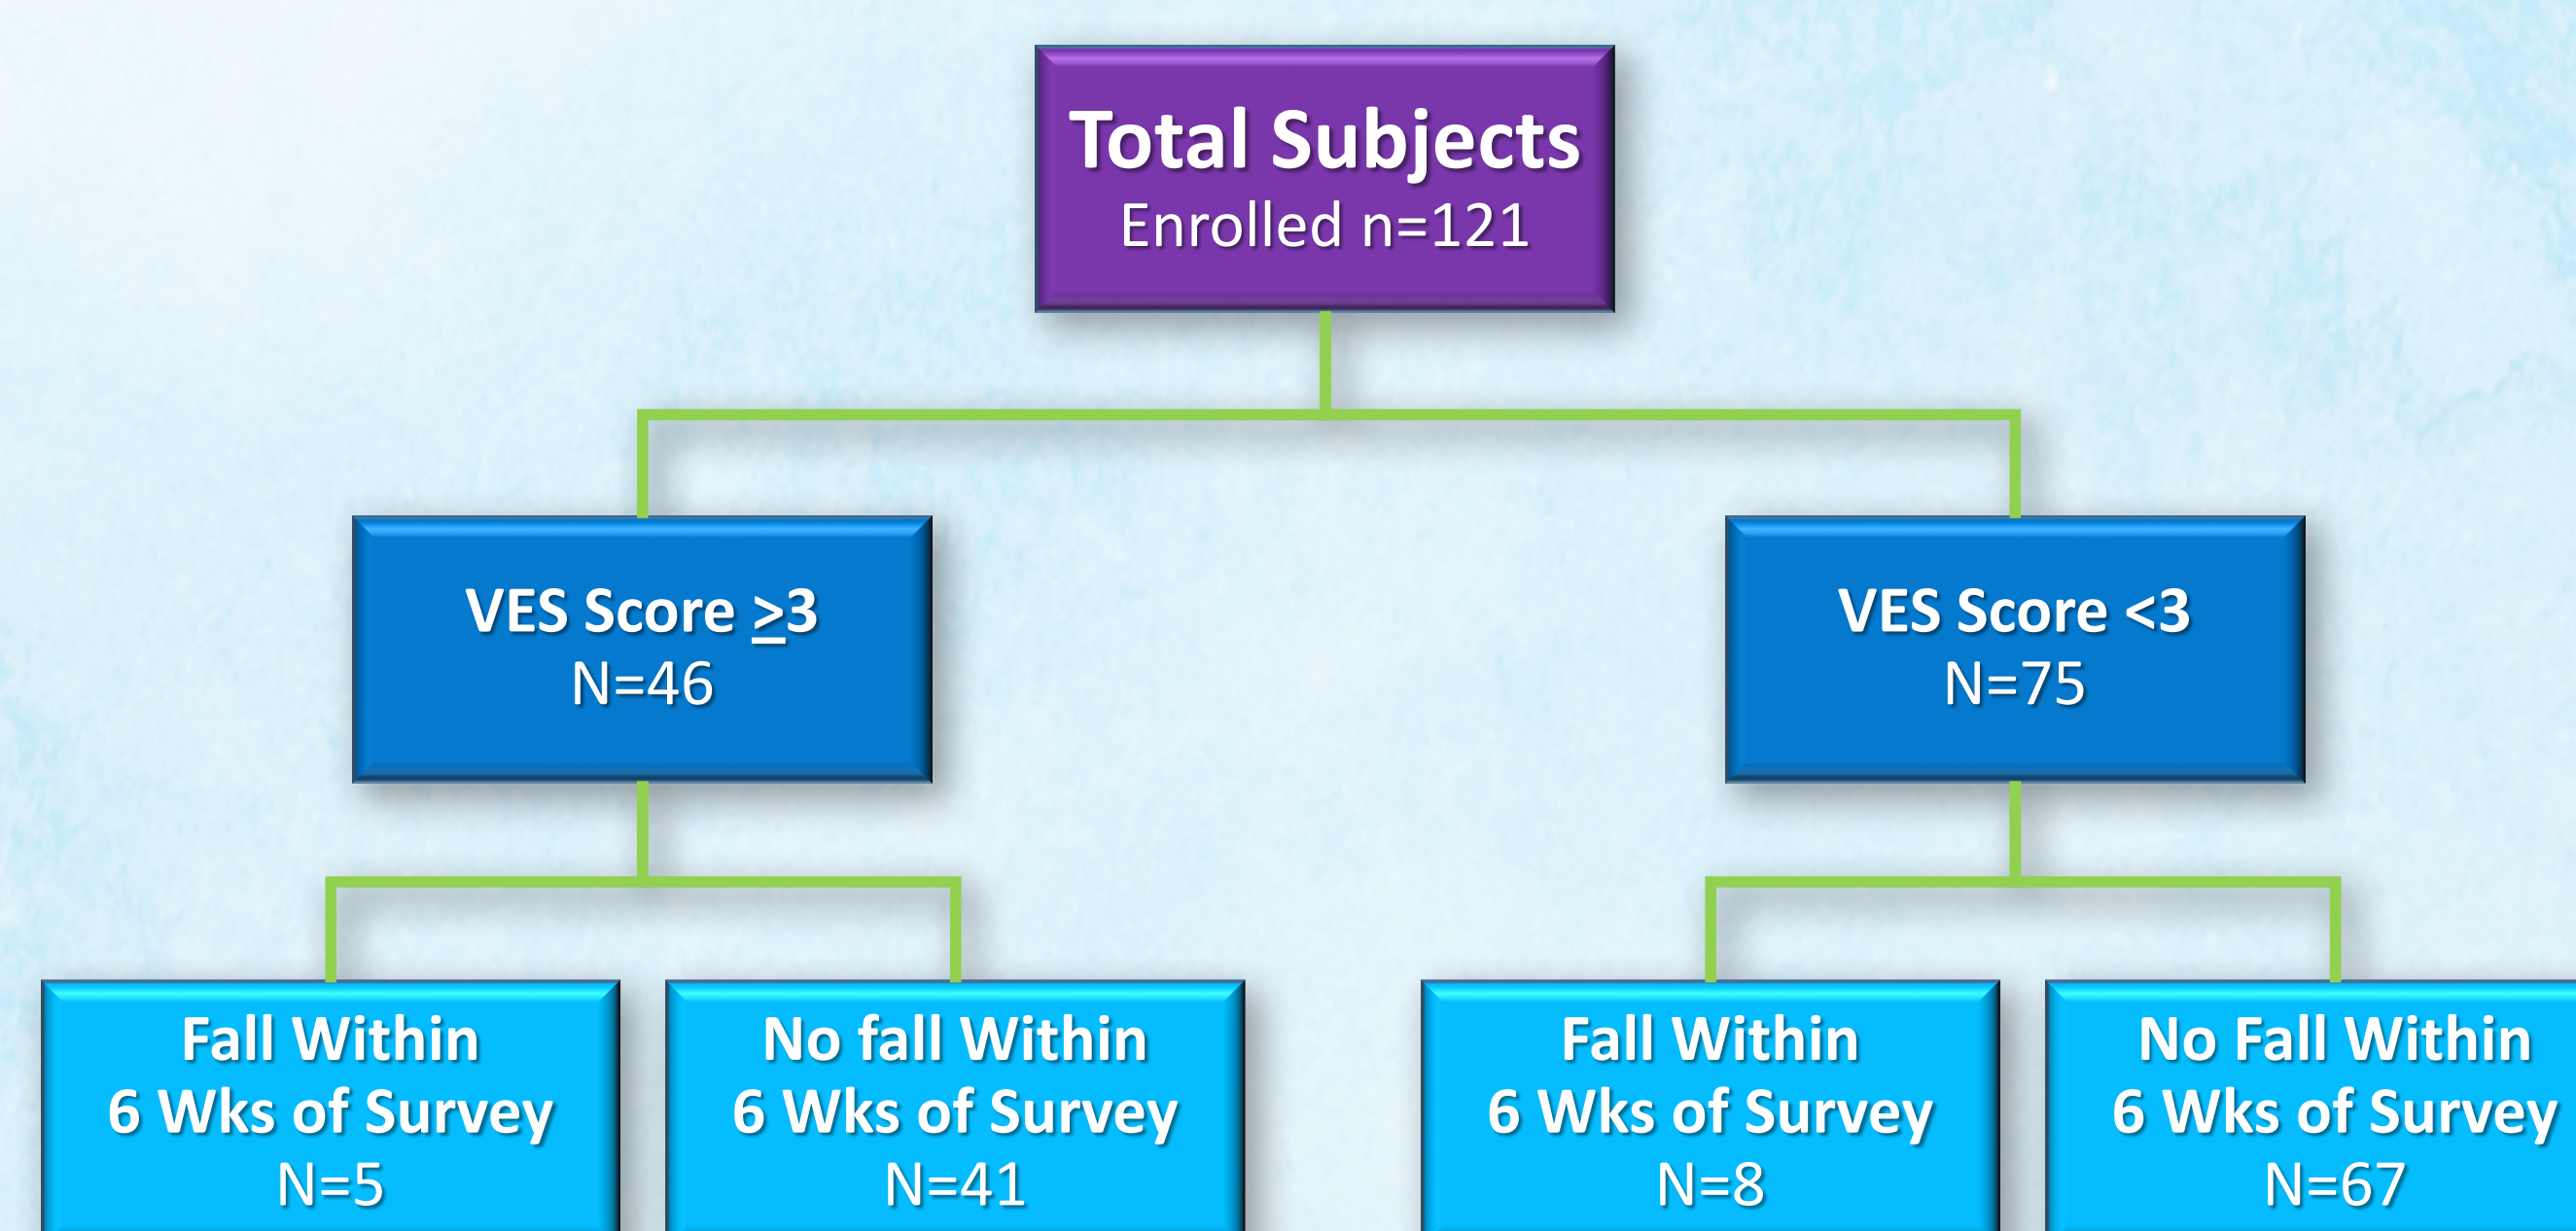 Total Subjects
Enrolled n=121
VES Score ≥3
N=46
VES Score <3
N=75
Fall Within
6 Wks of Survey
N=5
No fall Within
6 Wks of Survey
N=41
Fall Within
6 Wks of Survey
N=8
No Fall Within
6 Wks of Survey
N=67